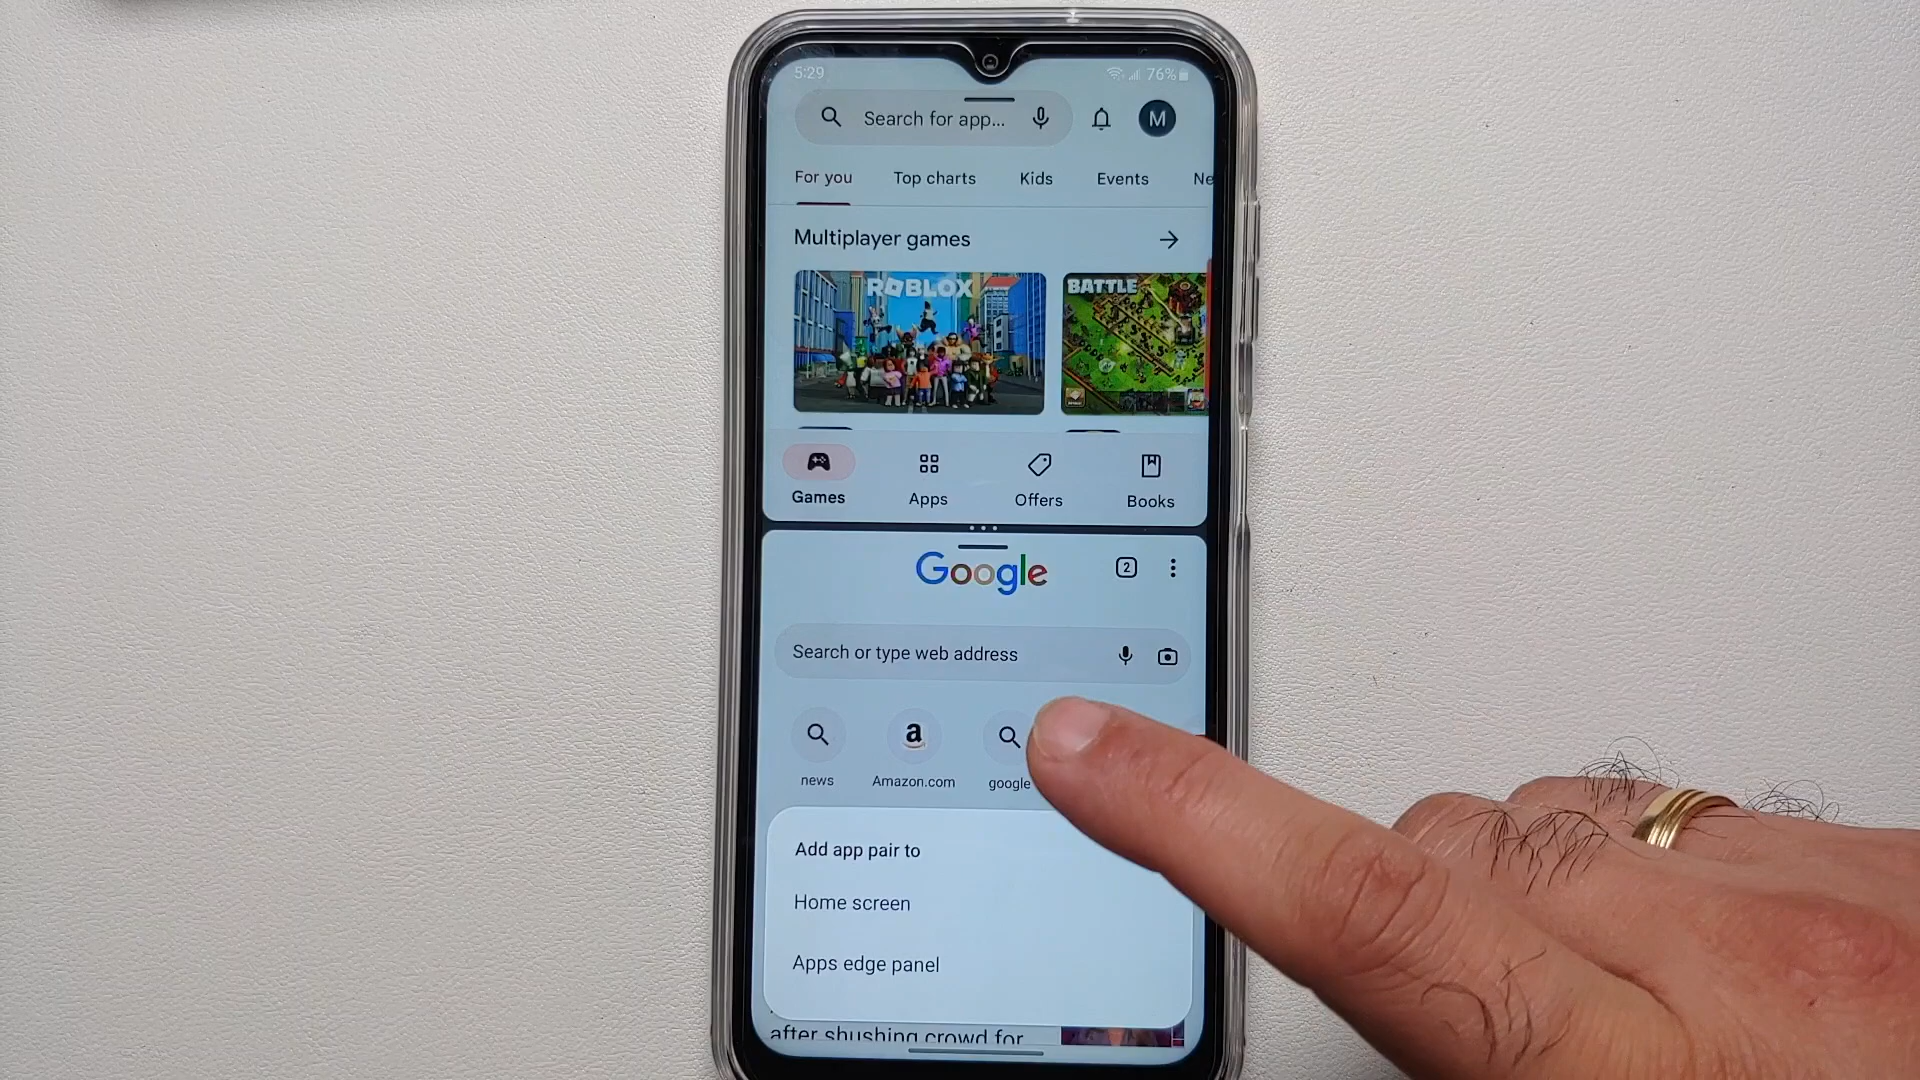 5:29
76%
Search for app...
M
For you Top charts Kids Events Ne
Multiplayer games
ROBLOX
BATTLE
Games Apps Offers Books
Google
2
Search or type web address
a
news Amazon.com google
Add app pair to
Home screen
Apps edge panel
after shushing crowd for